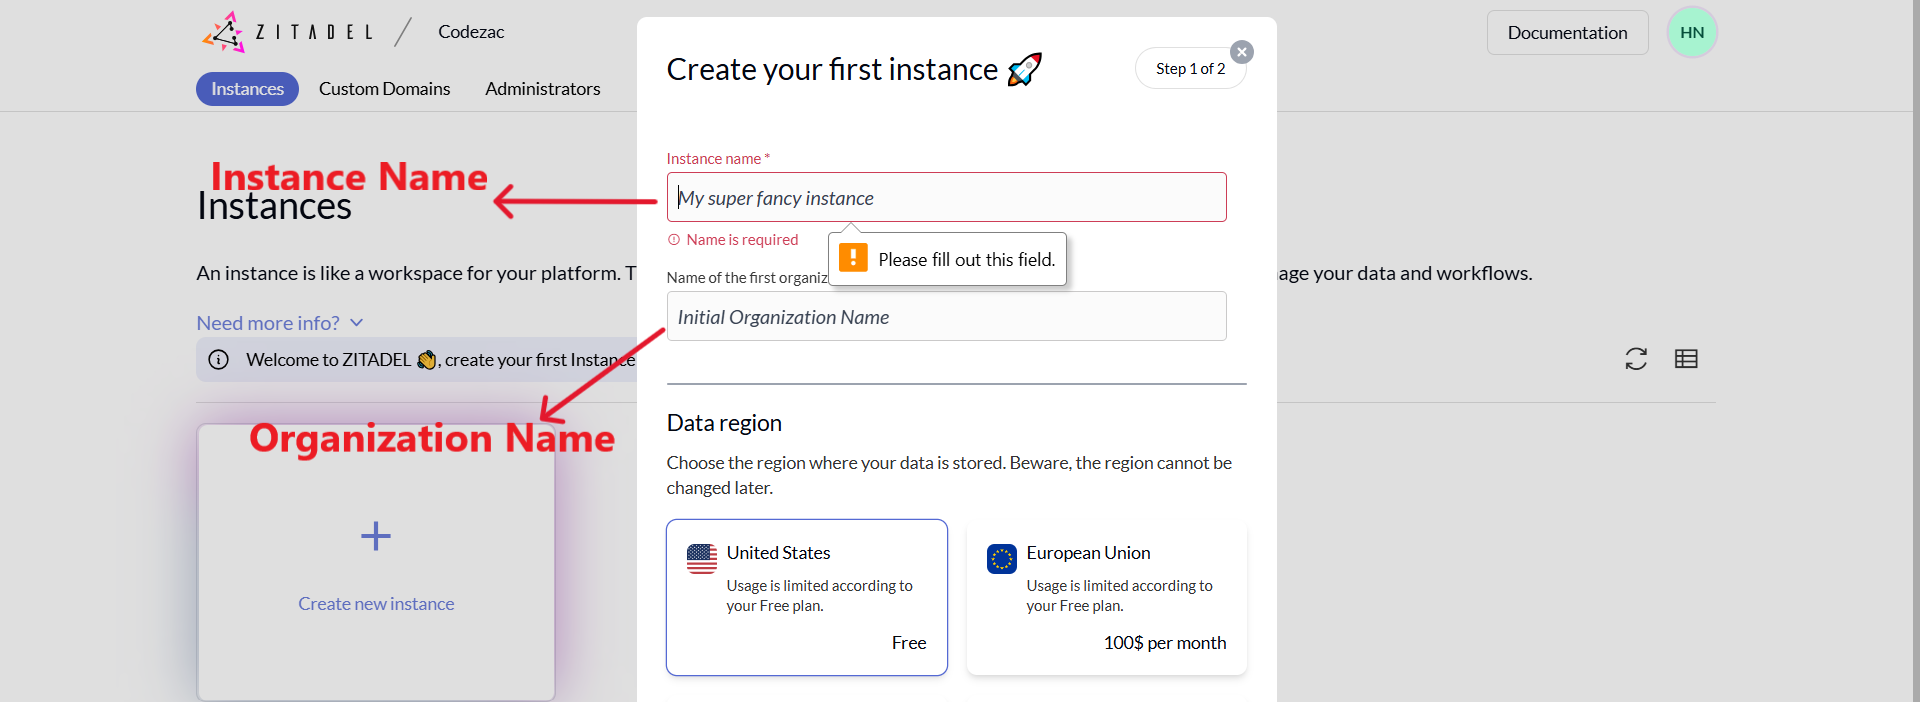 ZITADEL
Codezac
Documentation
HN
Instances
Custom Domains
Administrators
Create your first instance 🚀
Step 1 of 2
Instance Name
Instances
Instance name *
My super fancy instance
Name is required
Please fill out this field.
An instance is like a workspace for your platform.
age your data and workflows.
Name of the first organiz
Initial Organization Name
Need more info?
Welcome to ZITADEL 👋, create your first Instance
Organization Name
Create new instance
Data region
Choose the region where your data is stored. Beware, the region cannot be
changed later.
United States
Usage is limited according to
your Free plan.
Free
European Union
Usage is limited according to
your Free plan.
100$ per month